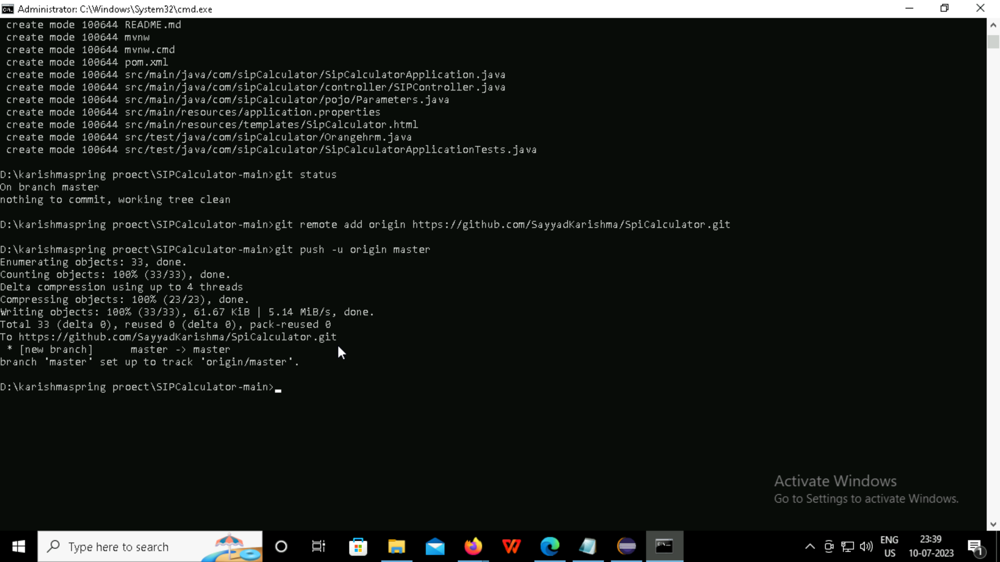 Administrator: C:\Windows\System32\cmd.exe
create mode 100644 README.md
create mode 100644 mvnw
create mode 100644 mvnw.cmd
create mode 100644 pom.xml
create mode 100644 src/main/java/com/sipCalculator/SipCalculatorApplication.java
create mode 100644 src/main/java/com/sipCalculator/controller/SIPController.java
create mode 100644 src/main/java/com/sipCalculator/pojo/Parameters.java
create mode 100644 src/main/resources/application.properties
create mode 100644 src/main/resources/templates/SipCalculator.html
create mode 100644 src/test/java/com/sipCalculator/Orangehrm.java
create mode 100644 src/test/java/com/sipCalculator/SipCalculatorApplicationTests.java
D:\karishmaspring proect\SIPCalculator-main>git status
On branch master
nothing to commit, working tree clean
D:\karishmaspring proect\SIPCalculator-main>git remote add origin https://github.com/SayyadKarishma/SpiCalculator.git
D:\karishmaspring proect\SIPCalculator-main>git push -u origin master
Enumerating objects: 33, done.
Counting objects: 100% (33/33), done.
Delta compression using up to 4 threads
Compressing objects: 100% (23/23), done.
Writing objects: 100% (33/33), 61.67 KiB | 5.14 MiB/s, done.
Total 33 (delta 0), reused 0 (delta 0), pack-reused 0
To https://github.com/SayyadKarishma/SpiCalculator.git
* [new branch]      master -> master
branch 'master' set up to track 'origin/master'.
D:\karishmaspring proect\SIPCalculator-main>
Activate Windows
Go to Settings to activate Windows.
Type here to search
ENG
US
23:39
10-07-2023
1